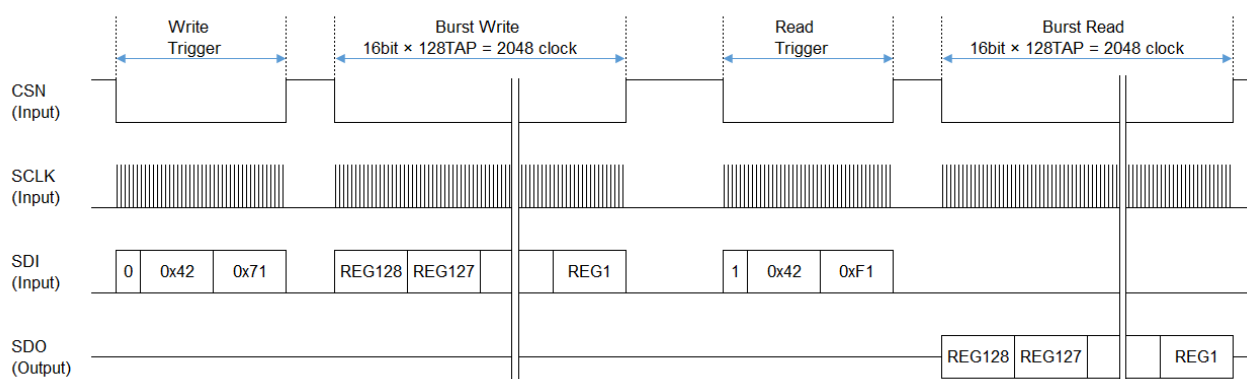 Write
Trigger
Burst Write
16bit × 128TAP = 2048 clock
Read
Trigger
Burst Read
16bit × 128TAP = 2048 clock
CSN
(Input)
SCLK
(Input)
SDI
(Input)
0 0x42 0x71 REG128 REG127 REG1 1 0x42 0xF1
SDO
(Output)
REG128 REG127 REG1